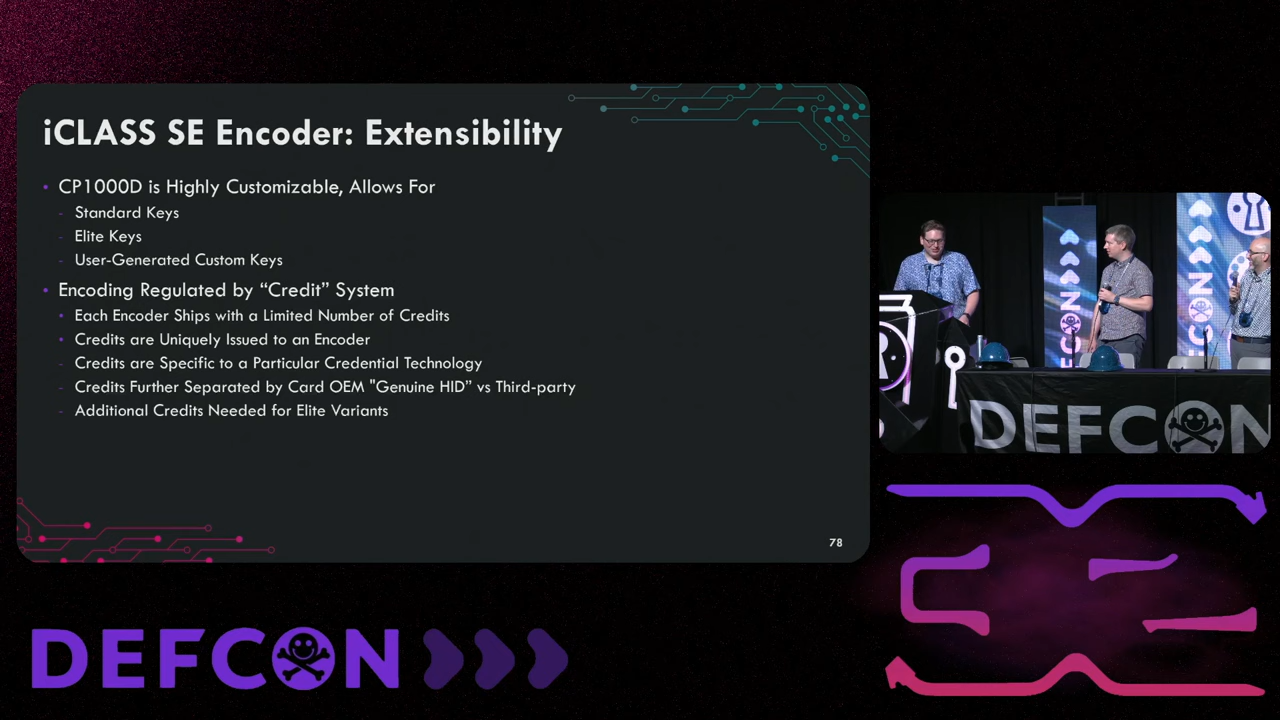 iCLASS SE Encoder: Extensibility
• CP1000D is Highly Customizable, Allows For
- Standard Keys
- Elite Keys
- User-Generated Custom Keys
• Encoding Regulated by “Credit” System
• Each Encoder Ships with a Limited Number of Credits
• Credits are Uniquely Issued to an Encoder
- Credits are Specific to a Particular Credential Technology
- Credits Further Separated by Card OEM "Genuine HID” vs Third-party
- Additional Credits Needed for Elite Variants
78
DEFCON
DEFCON
DEFCON
DEFCON